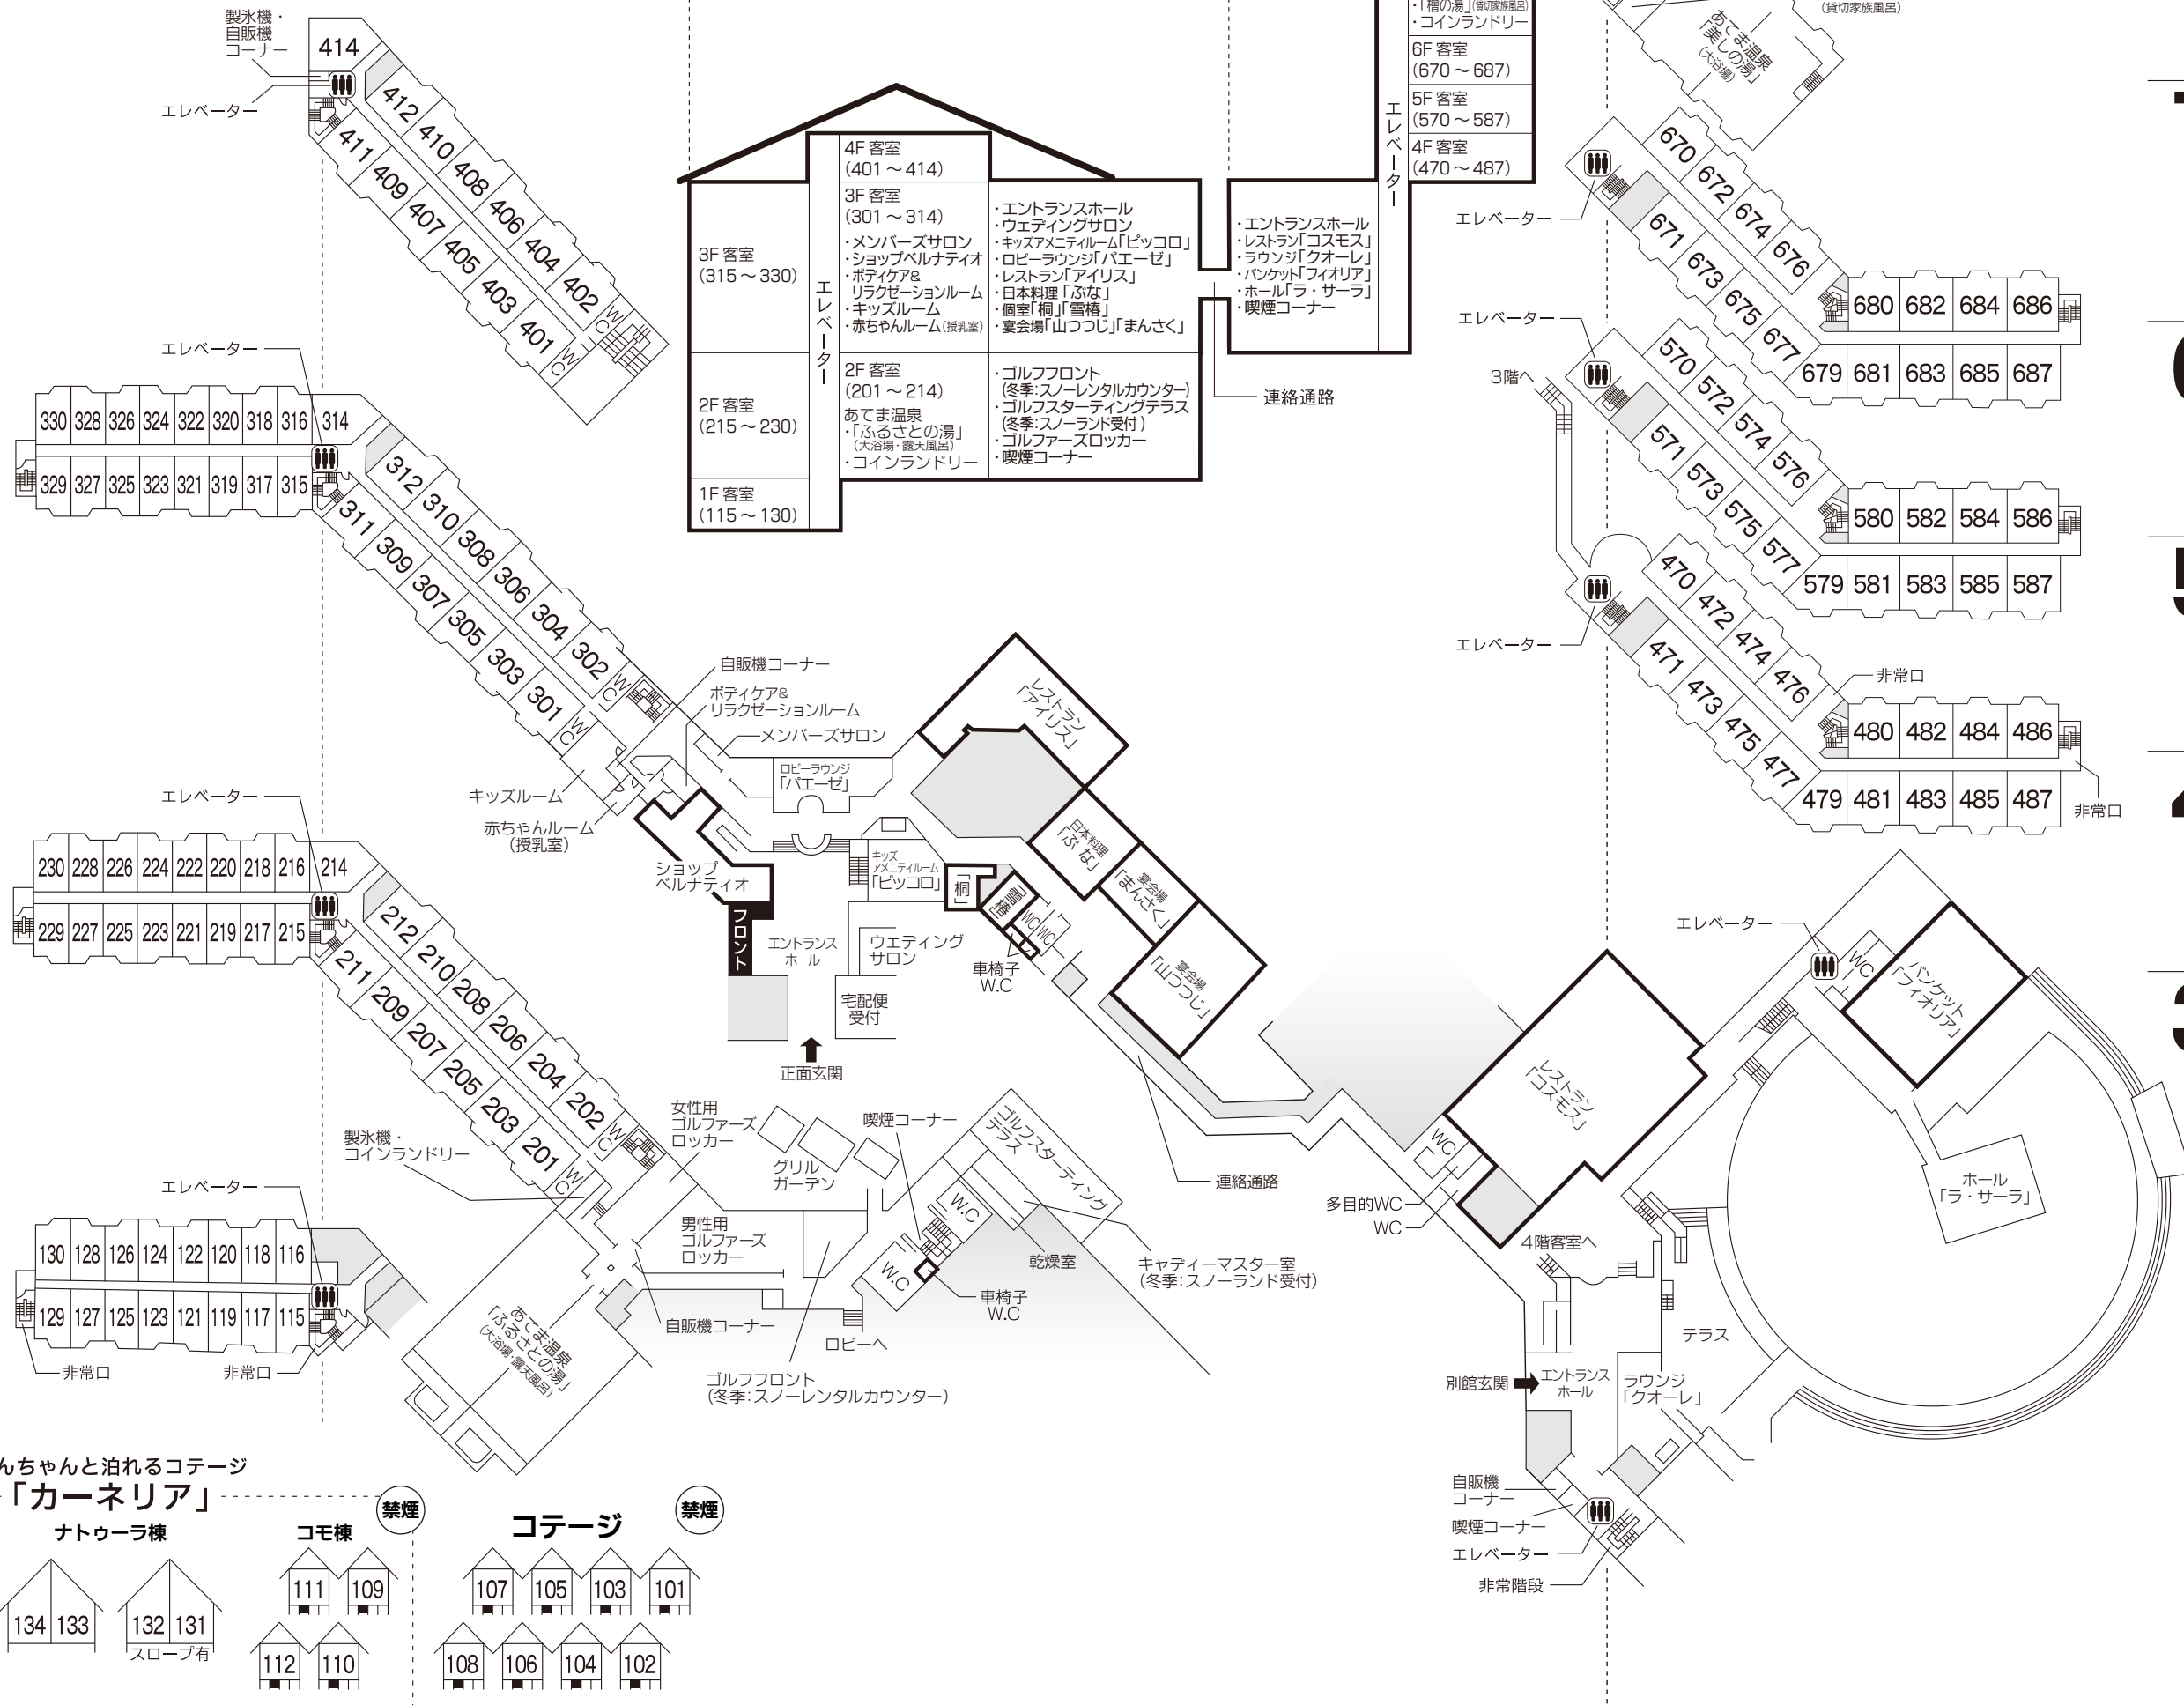 製氷機・
自販機
コーナー
エレベーター
414
412
410
408
406
404
402
WC
411
409
407
405
403
401
WC
4F 客室
(401～414)
3F 客室
(315～330)
2F 客室
(215～230)
1F 客室
(115～130)
エレベーター
3F 客室
(301～314)
・メンバーズサロン
・ショップベルナティオ
・ボディケア&
リラクゼーションルーム
・キッズルーム
・赤ちゃんルーム(授乳室)
・エントランスホール
・ウェディングサロン
・キッズアメニティルーム「ピッコロ」
・ロビーラウンジ「パエーゼ」
・レストラン「アイリス」
・日本料理「ぶな」
・個室「桐」「雪椿」
・宴会場「山つつじ」「まんさく」
2F 客室
(201～214)
あてま温泉
・「ふるさとの湯」
(大浴場・露天風呂)
・コインランドリー
・ゴルフフロント
(冬季:スノーレンタルカウンター)
・ゴルフスターティングテラス
(冬季:スノーランド受付)
・ゴルファーズロッカー
・喫煙コーナー
連絡通路
・エントランスホール
・レストラン「コスモス」
・ラウンジ「クオーレ」
・バンケット「フィオリア」
・ホール「ラ・サーラ」
・喫煙コーナー
エレベーター
・「檜の湯」(貸切家族風呂)
・コインランドリー
6F 客室
(670～687)
5F 客室
(570～587)
4F 客室
(470～487)
(貸切家族風呂)
あてま温泉
「美しの湯」
(大浴場)
エレベーター
670
672
674
676
680 682 684 686
671
673
675
677
679 681 683 685 687
エレベーター
570
572
574
576
580 582 584 586
571
573
575
577
579 581 583 585 587
3階へ
エレベーター
470
472
474
476
非常口
480 482 484 486
471
473
475
477
479 481 483 485 487
非常口
エレベーター
330 328 326 324 322 320 318 316 314
329 327 325 323 321 319 317 315
312
310
308
306
304
302
WC
311
309
307
305
303
301
WC
自販機コーナー
ボディケア&
リラクゼーションルーム
メンバーズサロン
ロビーラウンジ
「パエーゼ」
キッズルーム
赤ちゃんルーム
(授乳室)
ショップ
ベルナティオ
フロント
エントランス
ホール
キッズ
アメニティルーム
「ピッコロ」
ウェディング
サロン
宅配便
受付
正面玄関
レストラン
「アイリス」
日本料理
「ぶな」
宴会場
「まんさく」
宴会場
「山つつじ」
「桐」
「雪椿」
WC
WC
車椅子
W.C
連絡通路
エレベーター
230 228 226 224 222 220 218 216 214
229 227 225 223 221 219 217 215
212
210
208
206
204
202
WC
211
209
207
205
203
201
WC
製氷機・
コインランドリー
女性用
ゴルファーズ
ロッカー
男性用
ゴルファーズ
ロッカー
グリル
ガーデン
喫煙コーナー
ゴルフスターティング
テラス
W.C
W.C
乾燥室
車椅子
W.C
キャディーマスター室
(冬季:スノーランド受付)
自販機コーナー
ロビーへ
ゴルフフロント
(冬季:スノーレンタルカウンター)
あてま温泉
「ふるさとの湯」
(大浴場・露天風呂)
エレベーター
130 128 126 124 122 120 118 116
129 127 125 123 121 119 117 115
非常口
非常口
エレベーター
WC
バンケット
「フィオリア」
レストラン
「コスモス」
WC
多目的WC
WC
ホール
「ラ・サーラ」
4階客室へ
テラス
別館玄関
エントランス
ホール
ラウンジ
「クオーレ」
自販機
コーナー
喫煙コーナー
エレベーター
非常階段
んちゃんと泊れるコテージ
「カーネリア」
禁煙
ナトゥーラ棟
コモ棟
134 133
132 131
スロープ有
111 109
112 110
コテージ
禁煙
107 105 103 101
108 106 104 102